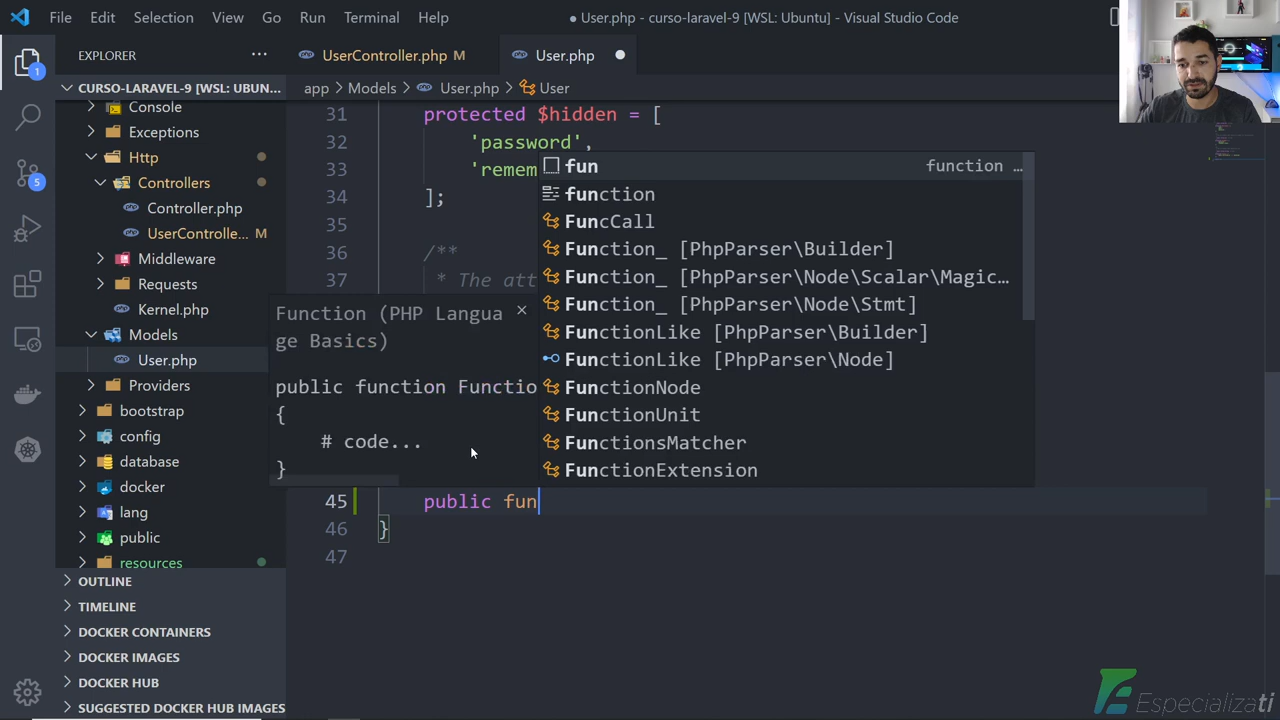 File Edit Selection View Go Run Terminal Help
● User.php - curso-laravel-9 [WSL: Ubuntu] - Visual Studio Code
EXPLORER ···
UserController.php M
User.php ●
CURSO-LARAVEL-9 [WSL: UBUN...
app > Models > User.php > User
Console
Exceptions
Http
Controllers
Controller.php
UserControlle... M
Middleware
Requests
Kernel.php
Models
User.php
Providers
bootstrap
config
database
docker
lang
public
resources
OUTLINE
TIMELINE
DOCKER CONTAINERS
DOCKER IMAGES
DOCKER HUB
SUGGESTED DOCKER HUB IMAGES
1
5
31 protected $hidden = [
32 'password',
33 'remem
34 ];
35
36 /**
37 * The att
45 public fun
46 }
47
fun function ...
function
FuncCall
Function_ [PhpParser\Builder]
Function_ [PhpParser\Node\Scalar\Magic...
Function_ [PhpParser\Node\Stmt]
FunctionLike [PhpParser\Builder]
FunctionLike [PhpParser\Node]
FunctionNode
FunctionUnit
FunctionsMatcher
FunctionExtension
Function (PHP Langua
ge Basics)
public function Functio
{
# code...
}
Especializati